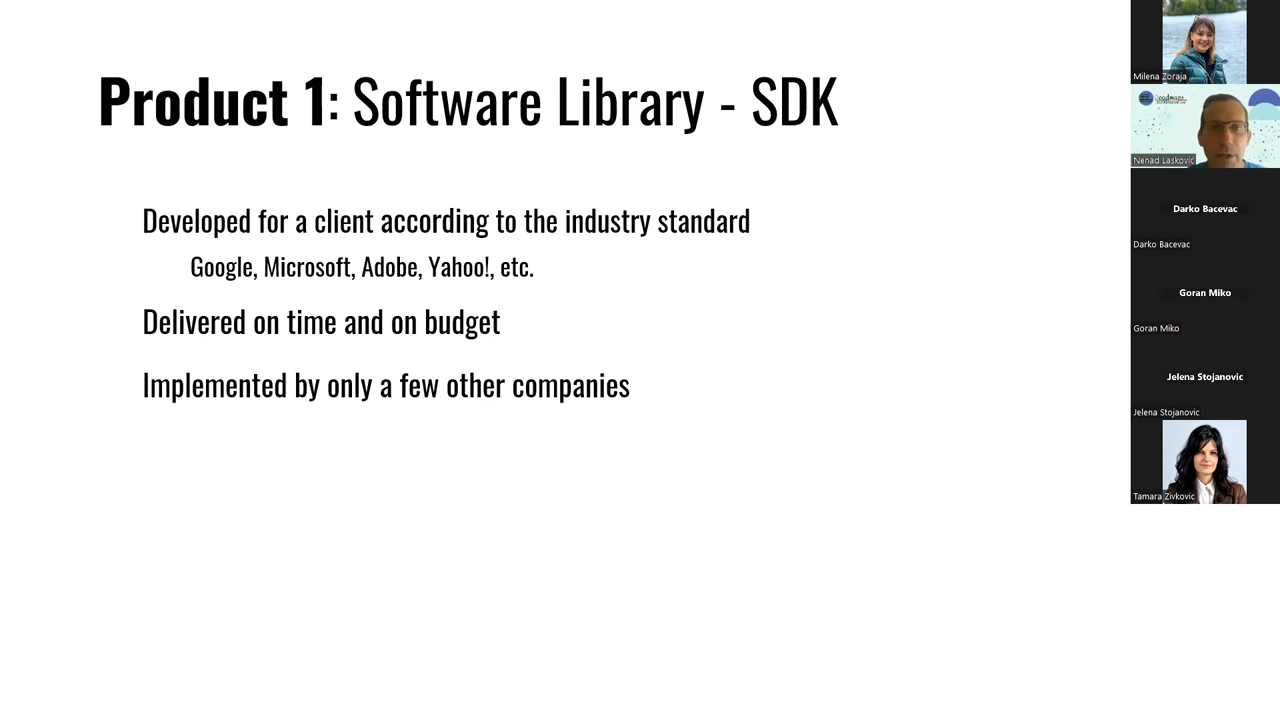 Product 1: Software Library - SDK
Developed for a client according to the industry standard
Google, Microsoft, Adobe, Yahoo!, etc.
Delivered on time and on budget
Implemented by only a few other companies
Milena Zoraja
Nenad Lasković
Darko Bacevac
Darko Bacevac
Goran Miko
Goran Miko
Jelena Stojanovic
Jelena Stojanovic
Tamara Zivkovic